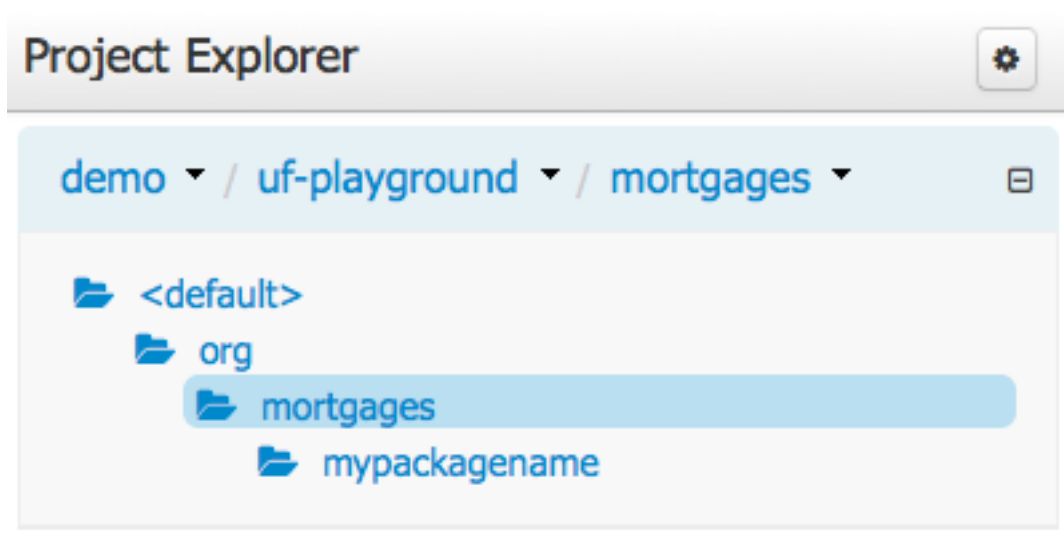 Project Explorer
demo / uf-playground / mortgages
<default>
org
mortgages
mypackagename